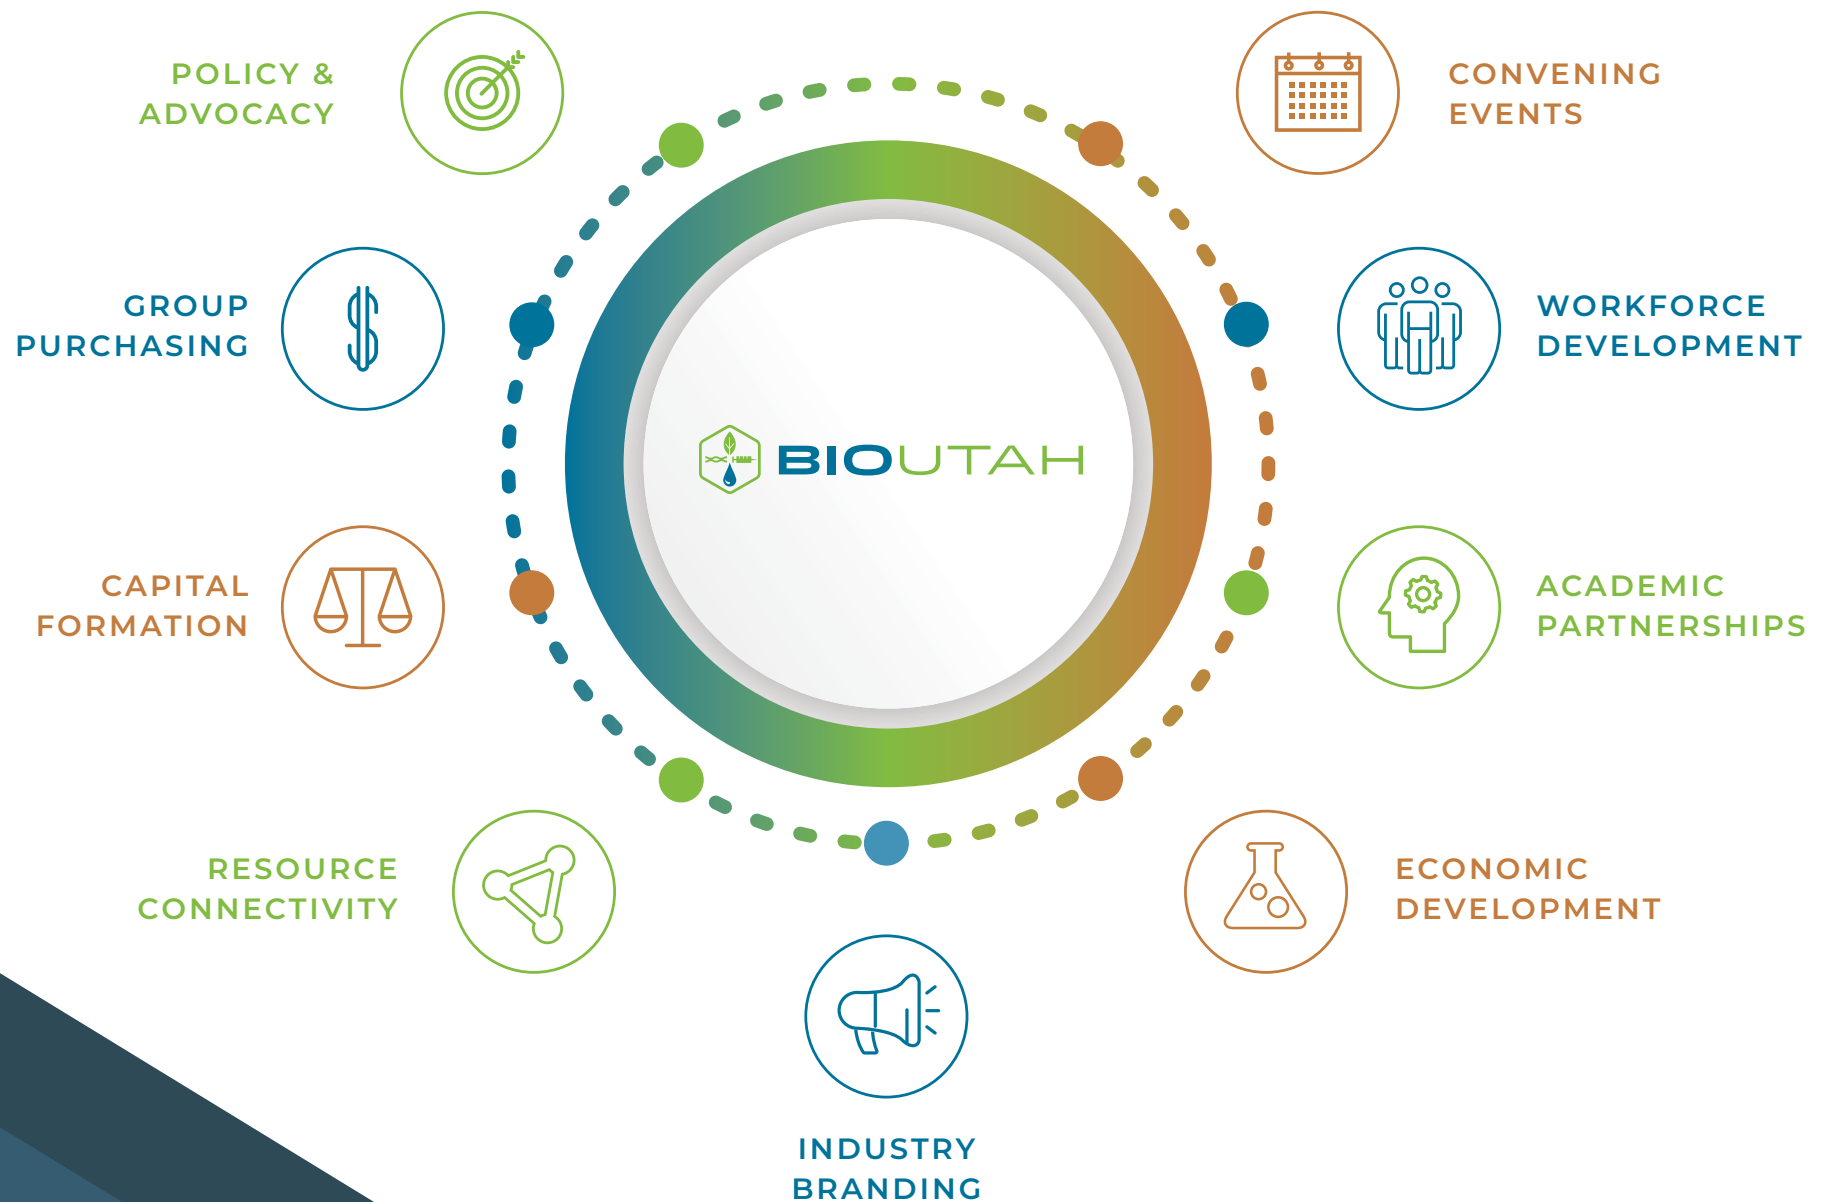 POLICY &
ADVOCACY
CONVENING
EVENTS
GROUP
PURCHASING
WORKFORCE
DEVELOPMENT
BIOUTAH
CAPITAL
FORMATION
ACADEMIC
PARTNERSHIPS
RESOURCE
CONNECTIVITY
ECONOMIC
DEVELOPMENT
INDUSTRY
BRANDING